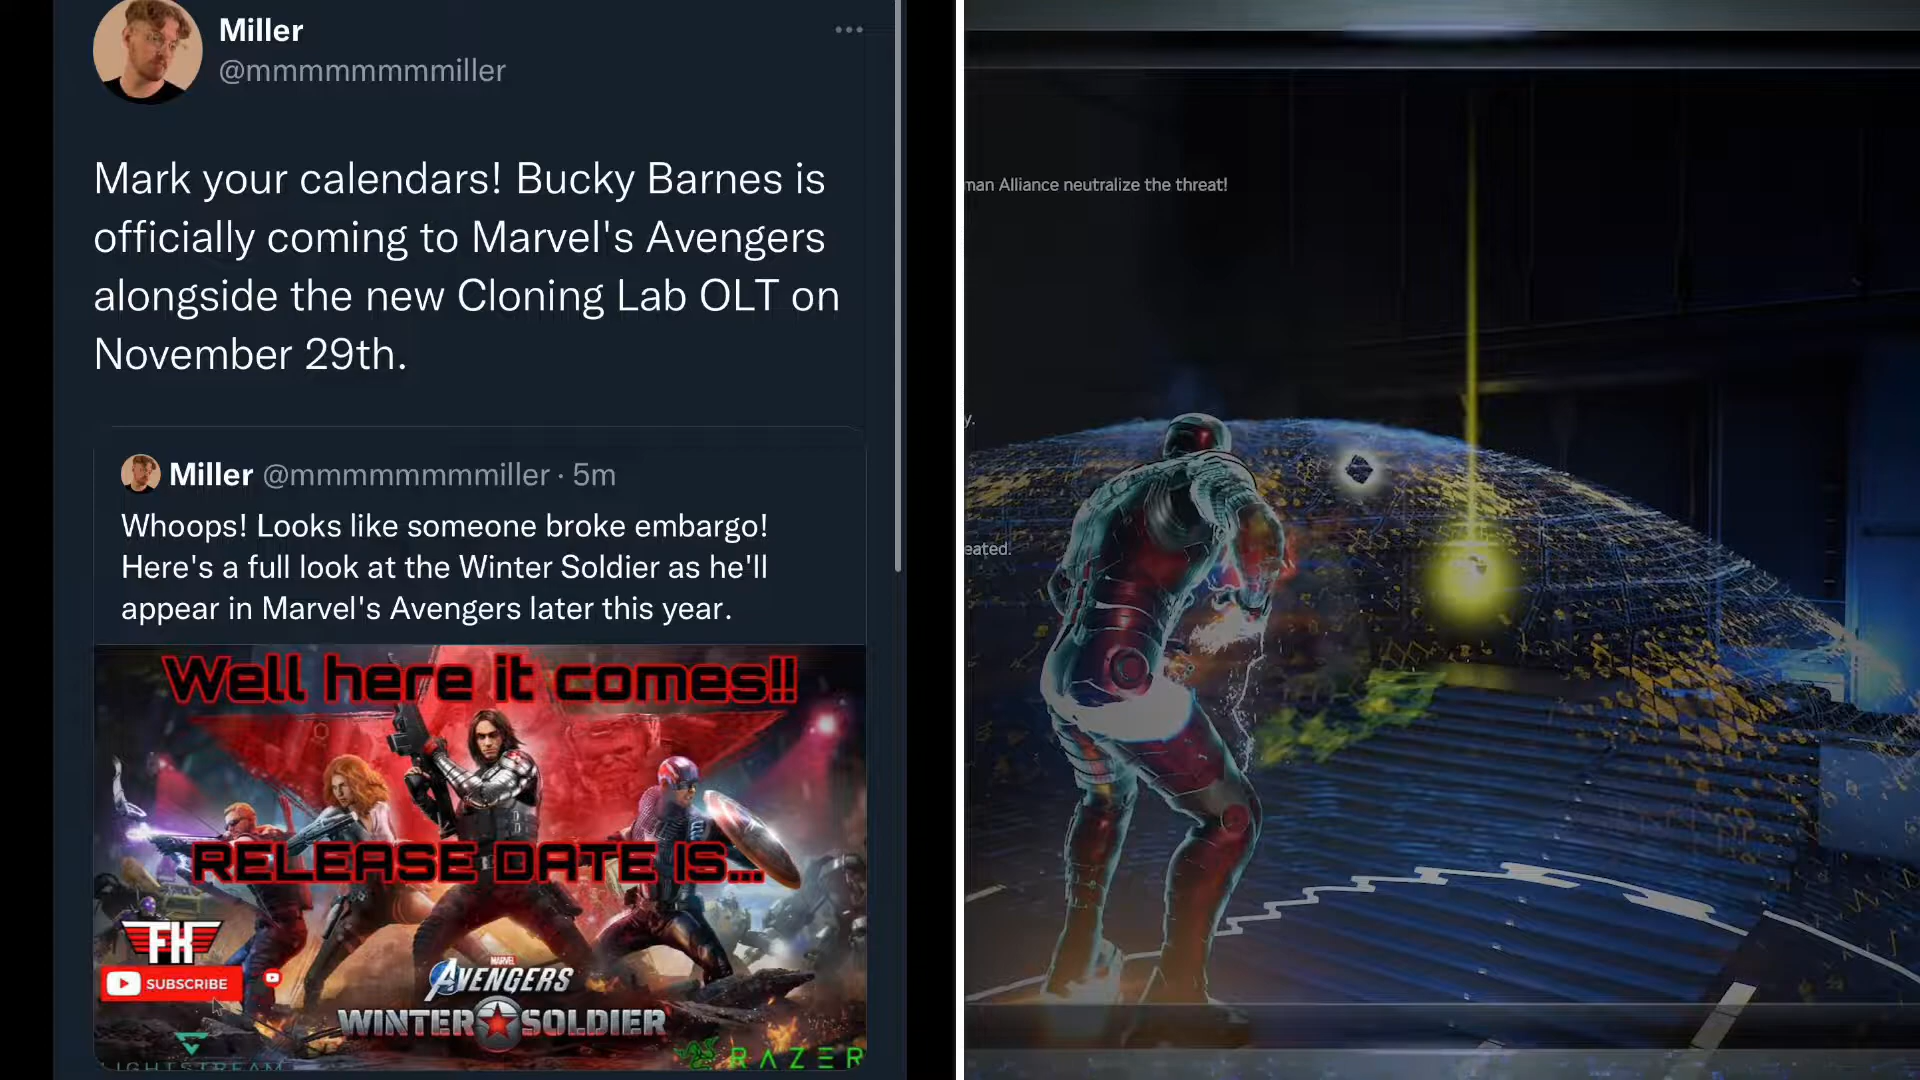 Miller
@mmmmmmmmiller
Mark your calendars! Bucky Barnes is
officially coming to Marvel's Avengers
alongside the new Cloning Lab OLT on
November 29th.
Miller @mmmmmmmmiller · 5m
Whoops! Looks like someone broke embargo!
Here's a full look at the Winter Soldier as he'll
appear in Marvel's Avengers later this year.
Well here it comes!!
RELEASE DATE IS...
FK
SUBSCRIBE
MARVEL
AVENGERS
WINTER SOLDIER
LIGHTSTREAM
RAZER
man Alliance neutralize the threat!
y.
eated.